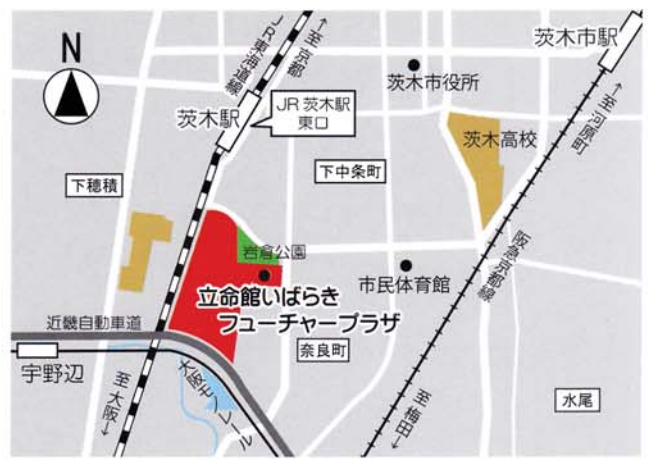 N
↑至京都
JR東海道線
茨木市駅
茨木市役所
↑至河原町
茨木駅
JR茨木駅
東口
茨木高校
下穂積
下中条町
岩倉公園
阪急京都線
市民体育館
立命館いばらき
フューチャープラザ
近畿自動車道
奈良町
宇野辺
至大阪↓
大阪モノレール
至梅田↓
水尾